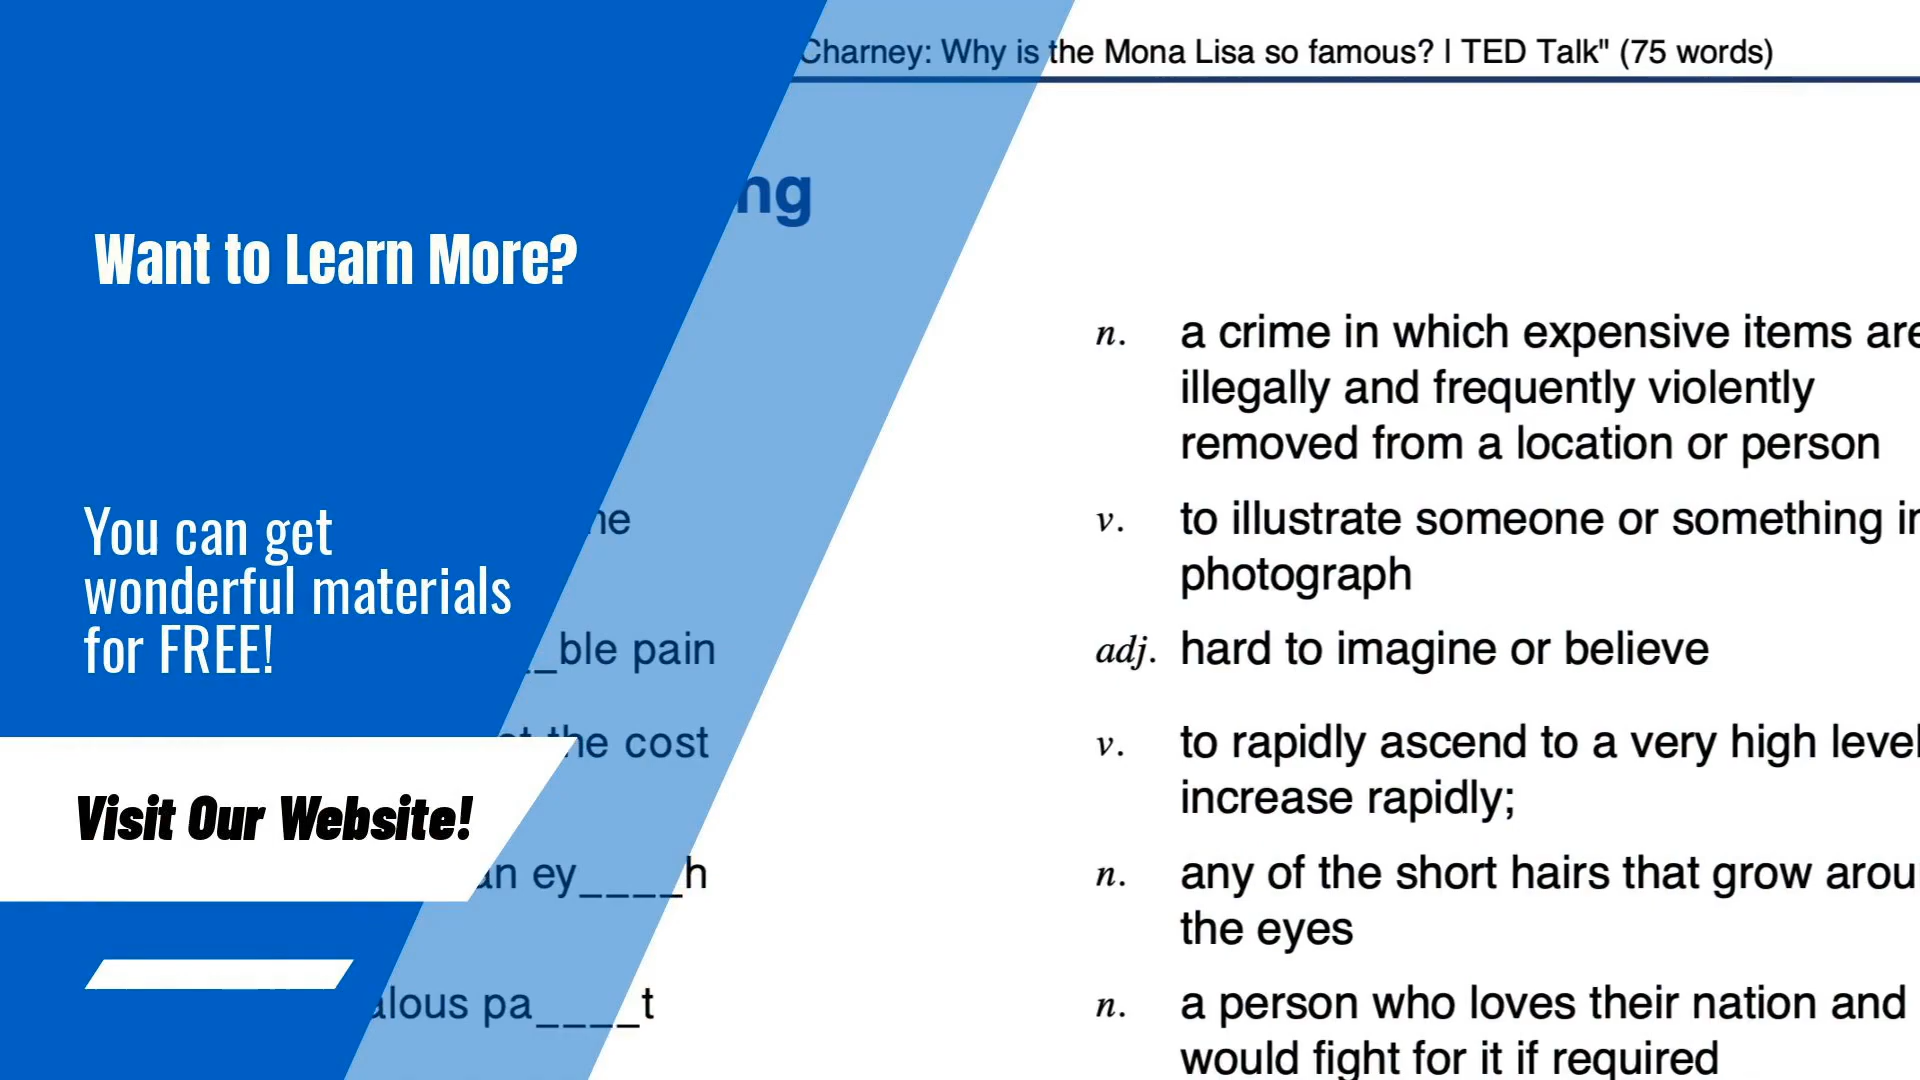 Charney: Why is the Mona Lisa so famous? | TED Talk" (75 words)
ng
Want to Learn More?
You can get
wonderful materials
for FREE!
Visit Our Website!
n. a crime in which expensive items are
illegally and frequently violently
removed from a location or person
v. to illustrate someone or something in
photograph
_ble pain
adj. hard to imagine or believe
the cost
v. to rapidly ascend to a very high level
increase rapidly;
an ey____h
n. any of the short hairs that grow arou
the eyes
alous pa____t
n. a person who loves their nation and
would fight for it if required